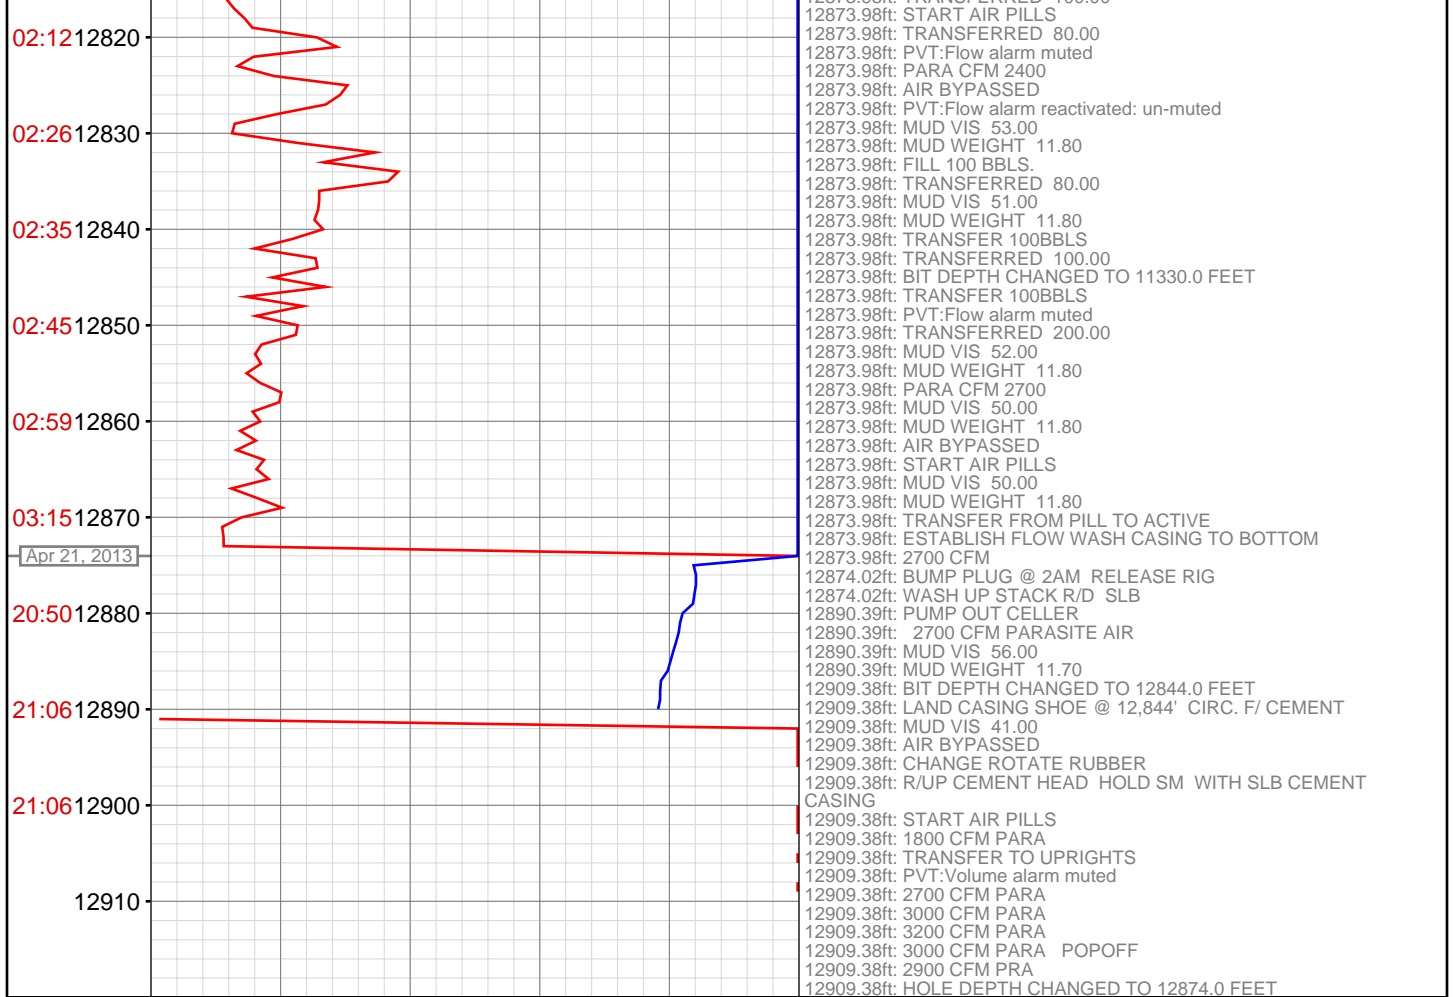 12873.98ft: START AIR PILLS
02:12 12820
12873.98ft: TRANSFERRED  80.00
12873.98ft: PVT:Flow alarm muted
12873.98ft: PARA CFM 2400
12873.98ft: AIR BYPASSED
12873.98ft: PVT:Flow alarm reactivated: un-muted
02:26 12830
12873.98ft: MUD VIS  53.00
12873.98ft: MUD WEIGHT  11.80
12873.98ft: FILL 100 BBLS.
12873.98ft: TRANSFERRED  80.00
12873.98ft: MUD VIS  51.00
12873.98ft: MUD WEIGHT  11.80
02:35 12840
12873.98ft: TRANSFER 100BBLS
12873.98ft: TRANSFERRED  100.00
12873.98ft: BIT DEPTH CHANGED TO 11330.0 FEET
12873.98ft: TRANSFER 100BBLS
12873.98ft: PVT:Flow alarm muted
02:45 12850
12873.98ft: TRANSFERRED  200.00
12873.98ft: MUD VIS  52.00
12873.98ft: MUD WEIGHT  11.80
12873.98ft: PARA CFM 2700
12873.98ft: MUD VIS  50.00
02:59 12860
12873.98ft: MUD WEIGHT  11.80
12873.98ft: AIR BYPASSED
12873.98ft: START AIR PILLS
12873.98ft: MUD VIS  50.00
12873.98ft: MUD WEIGHT  11.80
03:15 12870
12873.98ft: TRANSFER FROM PILL TO ACTIVE
12873.98ft: ESTABLISH FLOW WASH CASING TO BOTTOM
Apr 21, 2013
12873.98ft: 2700 CFM
12874.02ft: BUMP PLUG @ 2AM  RELEASE RIG
12874.02ft: WASH UP STACK R/D  SLB
20:50 12880
12890.39ft: PUMP OUT CELLER
12890.39ft:   2700 CFM PARASITE AIR
12890.39ft: MUD VIS  56.00
12890.39ft: MUD WEIGHT  11.70
12909.38ft: BIT DEPTH CHANGED TO 12844.0 FEET
21:06 12890
12909.38ft: LAND CASING SHOE @ 12,844'  CIRC. F/ CEMENT
12909.38ft: MUD VIS  41.00
12909.38ft: AIR BYPASSED
12909.38ft: CHANGE ROTATE RUBBER
12909.38ft: R/UP CEMENT HEAD  HOLD SM  WITH SLB CEMENT
21:06 12900
CASING
12909.38ft: START AIR PILLS
12909.38ft: 1800 CFM PARA
12909.38ft: TRANSFER TO UPRIGHTS
12909.38ft: PVT:Volume alarm muted
12910
12909.38ft: 2700 CFM PARA
12909.38ft: 3000 CFM PARA
12909.38ft: 3200 CFM PARA
12909.38ft: 3000 CFM PARA   POPOFF
12909.38ft: 2900 CFM PRA
12909.38ft: HOLE DEPTH CHANGED TO 12874.0 FEET